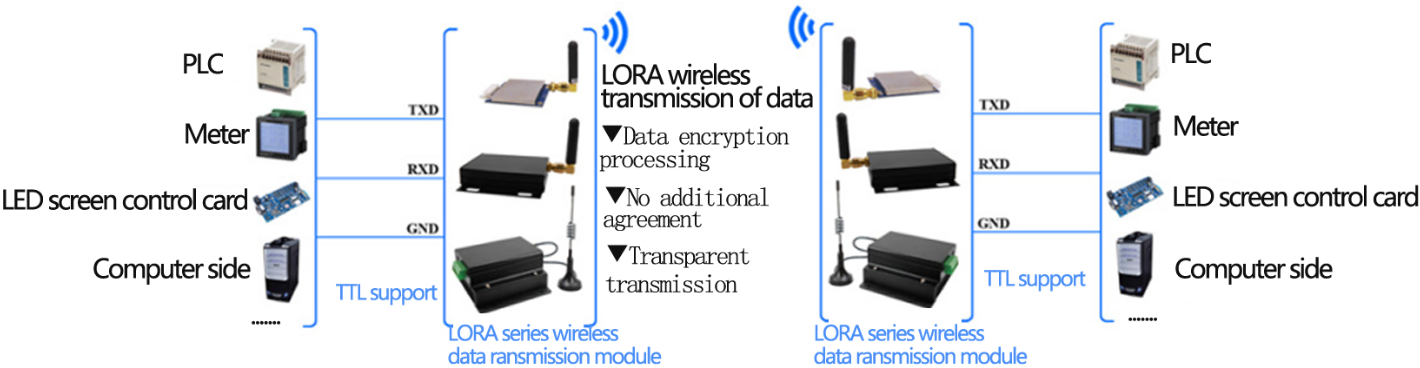 PLC
Meter
LED screen control card
Computer side
.......
TXD
RXD
GND
TTL support
LORA series wireless
data ransmission module
LORA wireless
transmission of data
▼Data encryption
processing
▼No additional
agreement
▼Transparent
transmission
LORA series wireless
data ransmission module
TXD
RXD
GND
TTL support
PLC
Meter
LED screen control card
Computer side
.......